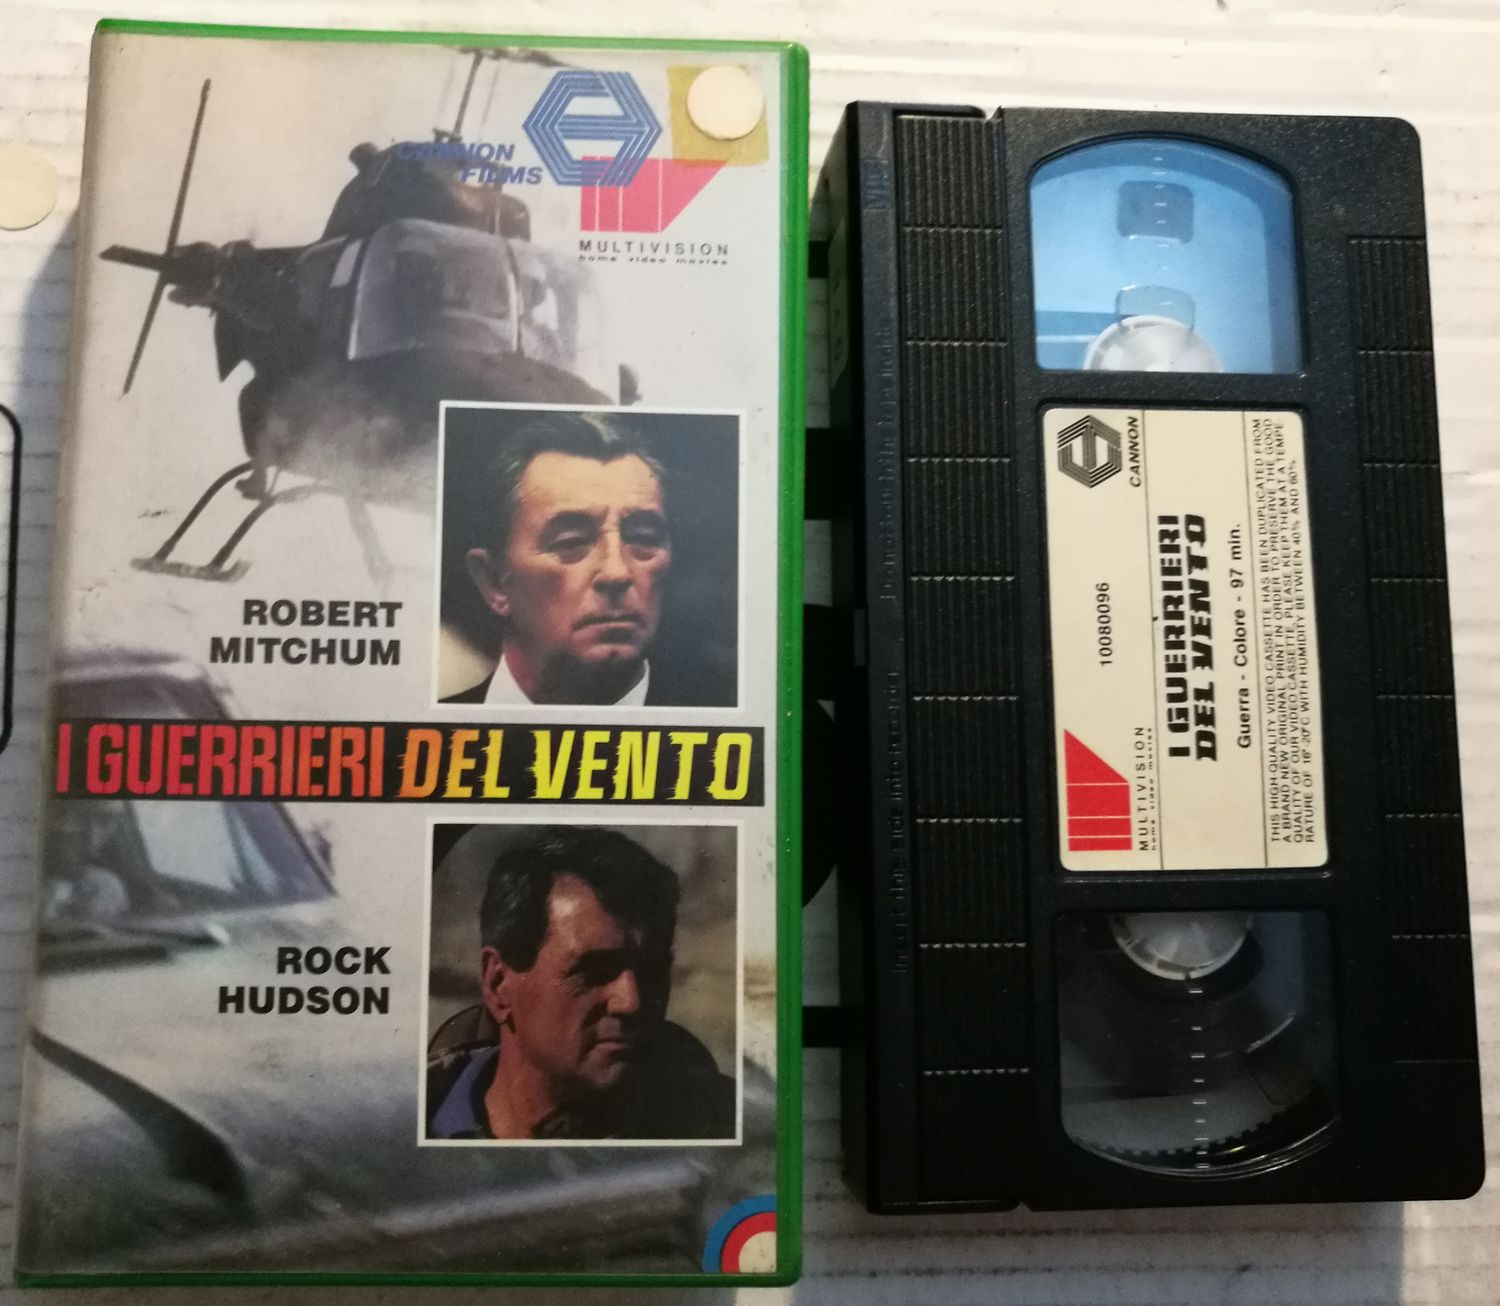 CANNON
FILMS
MULTIVISION
home video movies
ROBERT
MITCHUM
I GUERRIERI DEL VENTO
ROCK
HUDSON
CANNON
10080096
MULTIVISION
home video movies
I GUERRIERI
DEL VENTO
Guerra - Colore - 97 min.
THIS HIGH QUALITY VIDEO CASSETTE HAS BEEN DUPLICATED FROM
A BRAND NEW ORIGINAL PRINT IN ORDER TO PRESERVE THE GOOD
QUALITY OF OUR VIDEO CASSETTE, PLEASE KEEP THEM AT A TEMPE
RATURE OF 18°-20°C WITH HUMIDITY BETWEEN 40% AND 60%